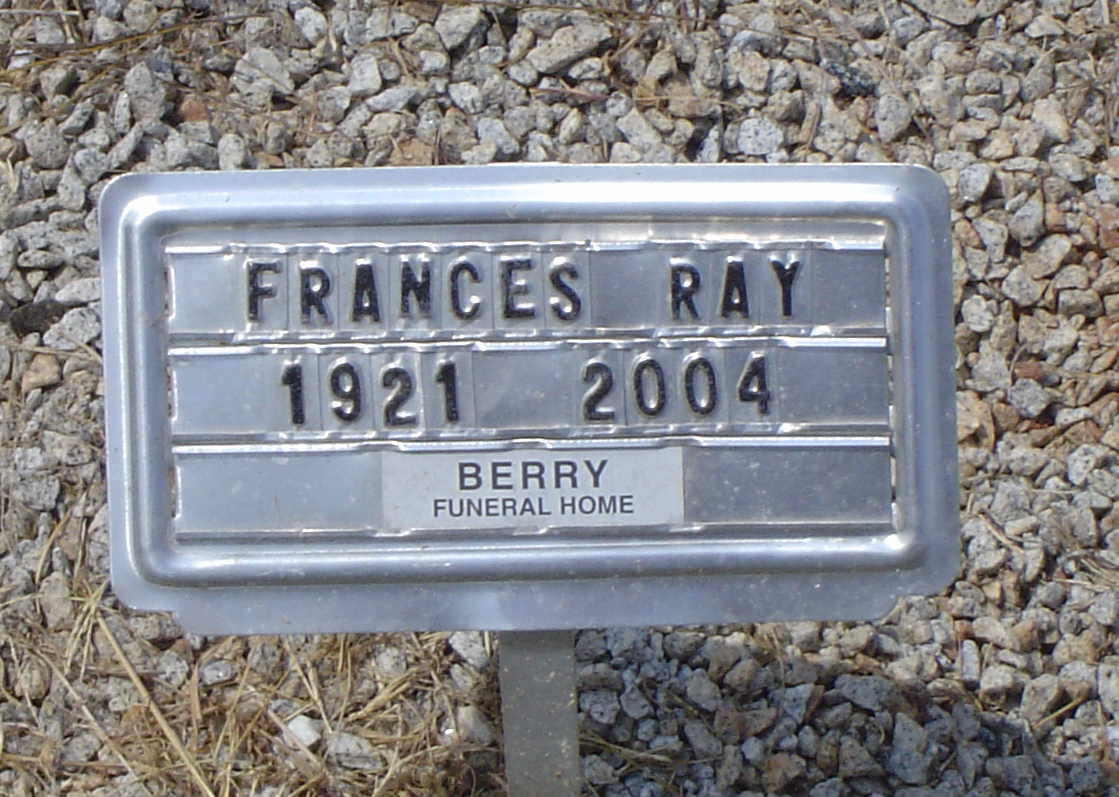 FRANCES RAY
1921 2004
BERRY
FUNERAL HOME